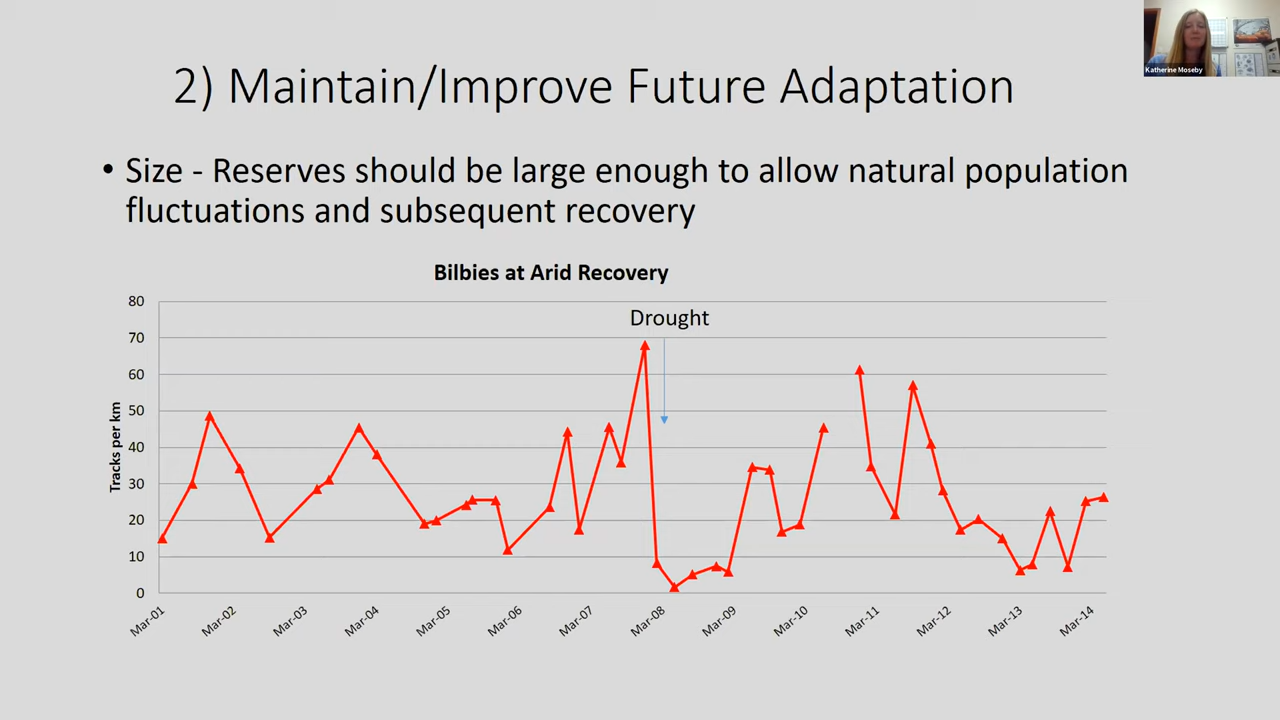 Katherine Moseby
2) Maintain/Improve Future Adaptation
• Size - Reserves should be large enough to allow natural population
fluctuations and subsequent recovery
Bilbies at Arid Recovery
Drought
Tracks per km
80
70
60
50
40
30
20
10
0
Mar-01
Mar-02
Mar-03
Mar-04
Mar-05
Mar-06
Mar-07
Mar-08
Mar-09
Mar-10
Mar-11
Mar-12
Mar-13
Mar-14